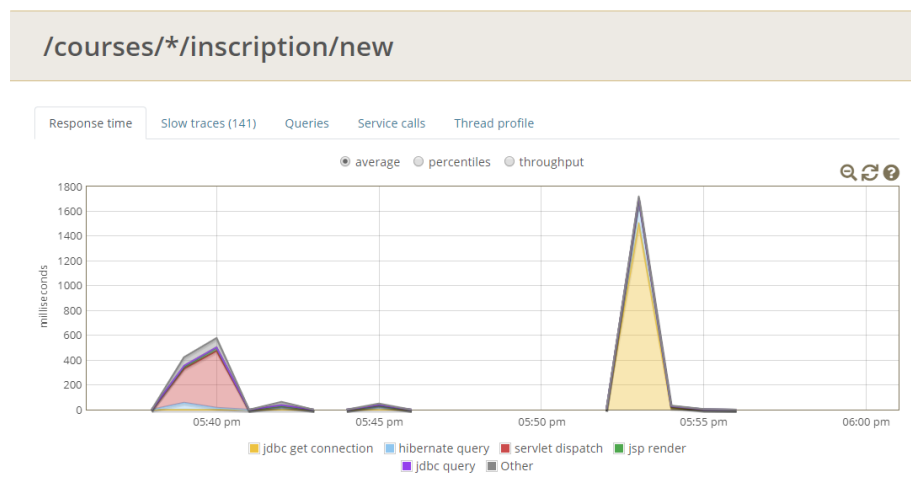 /courses/*/inscription/new
Response time Slow traces (141) Queries Service calls Thread profile
average percentiles throughput
1800
1600
1400
1200
1000
800
600
400
200
0
milliseconds
05:40 pm 05:45 pm 05:50 pm 05:55 pm 06:00 pm
jdbc get connection hibernate query servlet dispatch jsp render
jdbc query Other